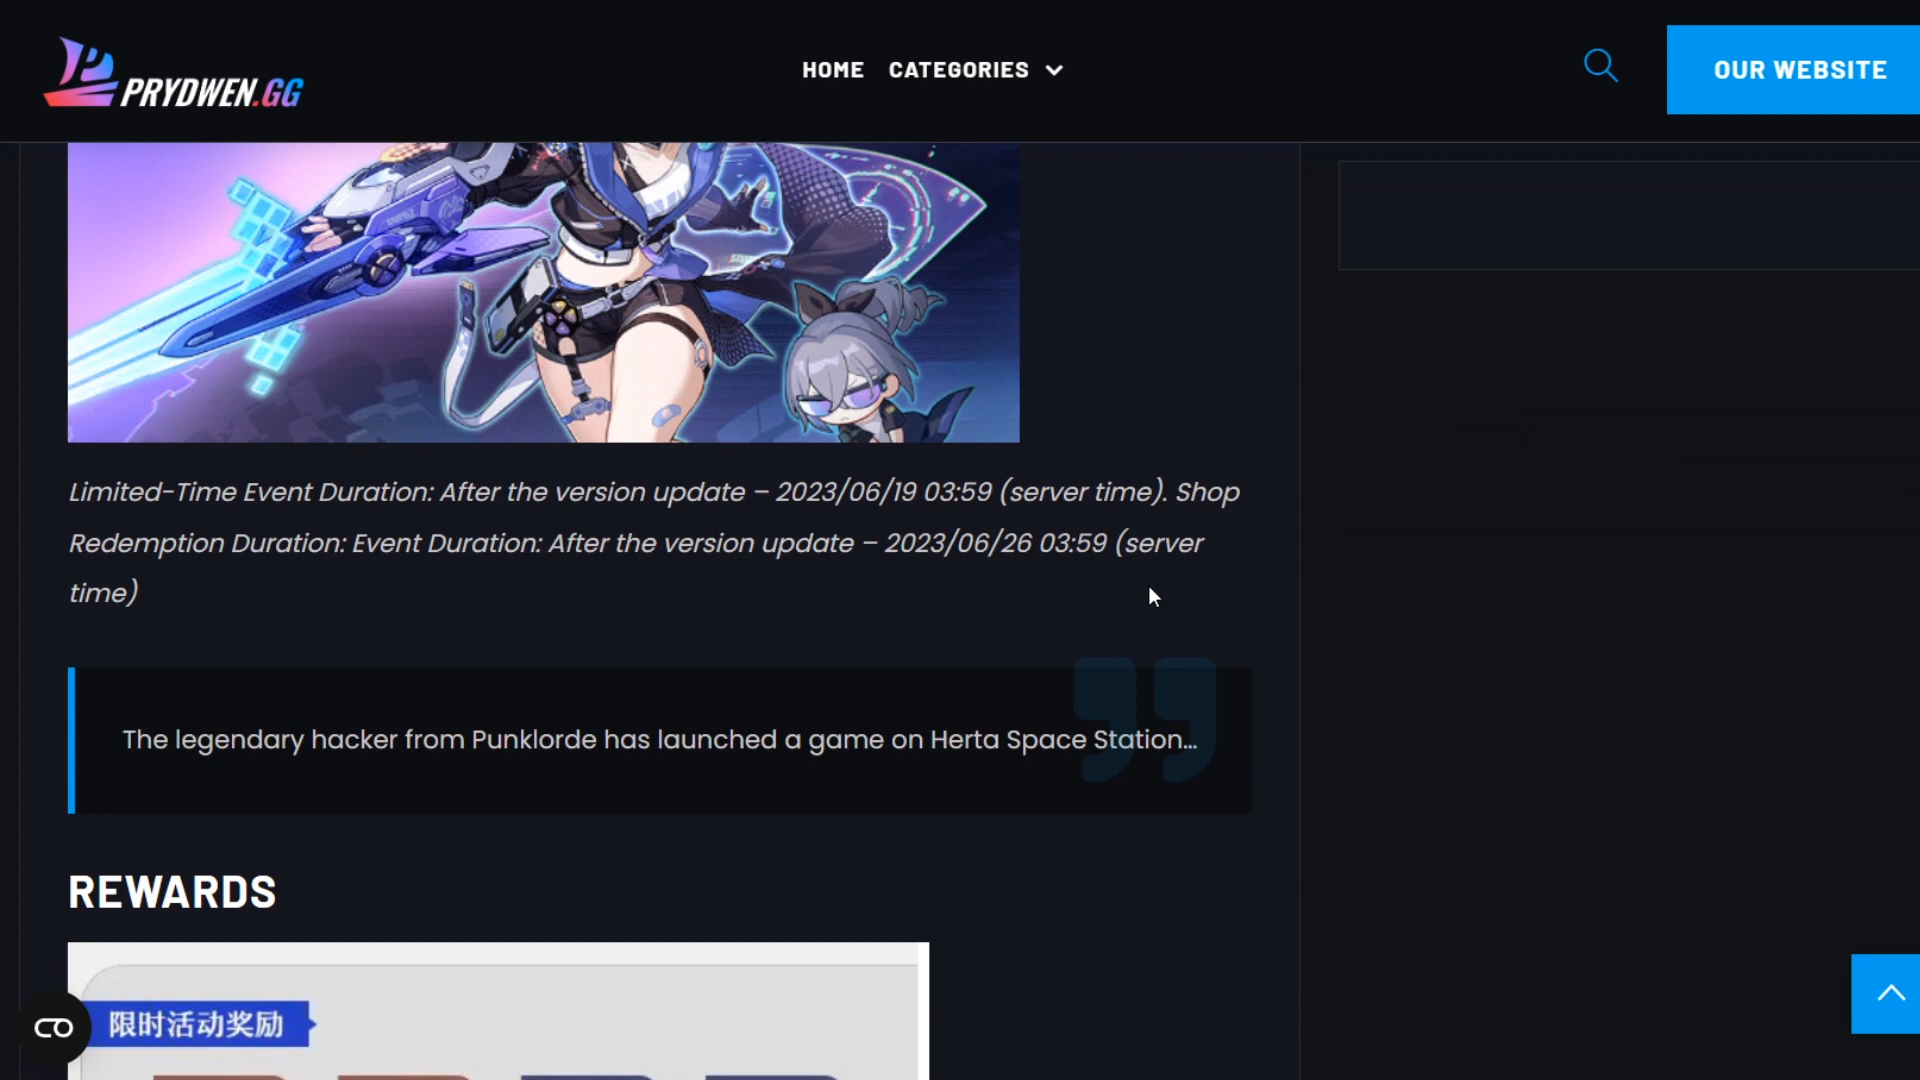 PRYDWEN.GG
HOME CATEGORIES
OUR WEBSITE
Limited-Time Event Duration: After the version update – 2023/06/19 03:59 (server time). Shop
Redemption Duration: Event Duration: After the version update – 2023/06/26 03:59 (server
time)
The legendary hacker from Punklorde has launched a game on Herta Space Station...
REWARDS
限时活动奖励